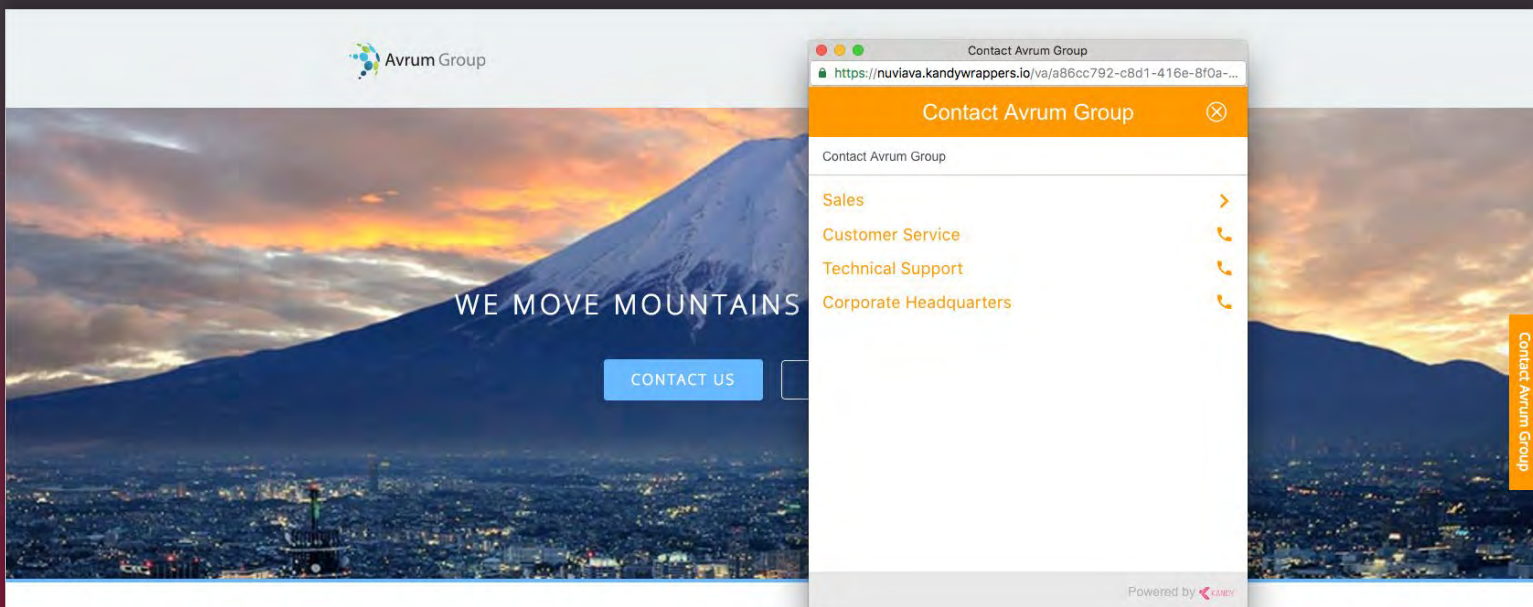 Avrum Group
WE MOVE MOUNTAINS
CONTACT US
Contact Avrum Group
https://nuviava.kandywrappers.io/va/a86cc792-c8d1-416e-8f0a-...
Contact Avrum Group
Contact Avrum Group
Sales
Customer Service
Technical Support
Corporate Headquarters
Powered by KANDY
Contact Avrum Group